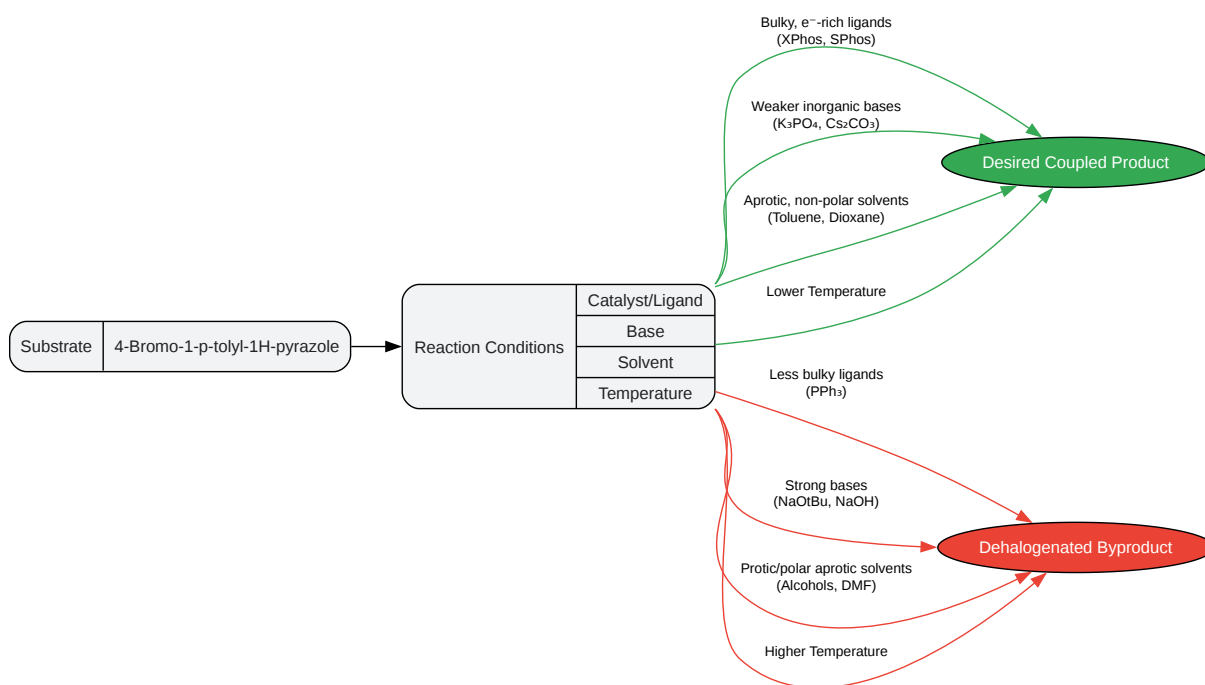 Substrate
4-Bromo-1-p-tolyl-1H-pyrazole
Reaction Conditions
Catalyst/Ligand
Base
Solvent
Temperature
Bulky, e⁻-rich ligands
(XPhos, SPhos)
Weaker inorganic bases
(K₃PO₄, Cs₂CO₃)
Aprotic, non-polar solvents
(Toluene, Dioxane)
Lower Temperature
Desired Coupled Product
Less bulky ligands
(PPh₃)
Strong bases
(NaOtBu, NaOH)
Protic/polar aprotic solvents
(Alcohols, DMF)
Higher Temperature
Dehalogenated Byproduct